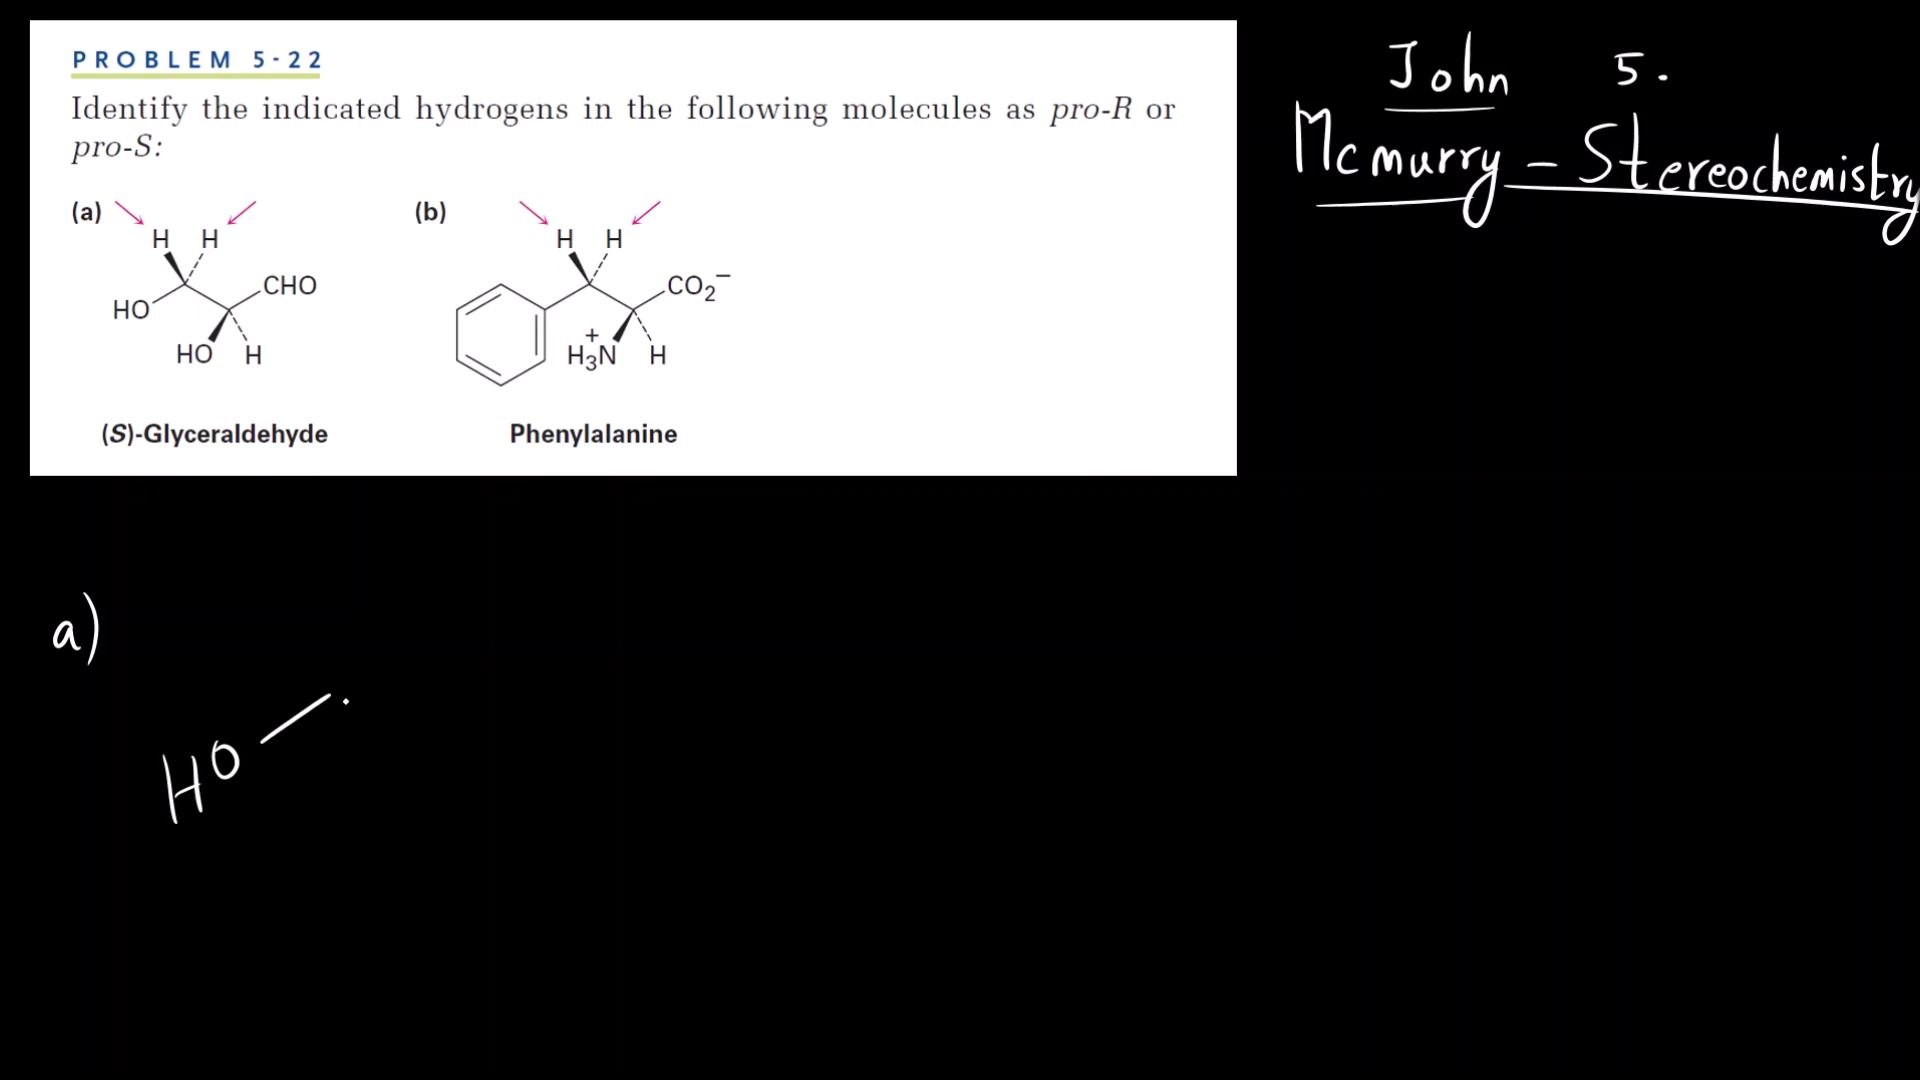 PROBLEM 5-22
Identify the indicated hydrogens in the following molecules as pro-R or
pro-S:
(a)
H H
HO
CHO
HO H
(S)-Glyceraldehyde
(b)
H H
CO₂⁻
+
H₃N H
Phenylalanine
John 5.
Mcmurry - Stereochemistry
a)
HO